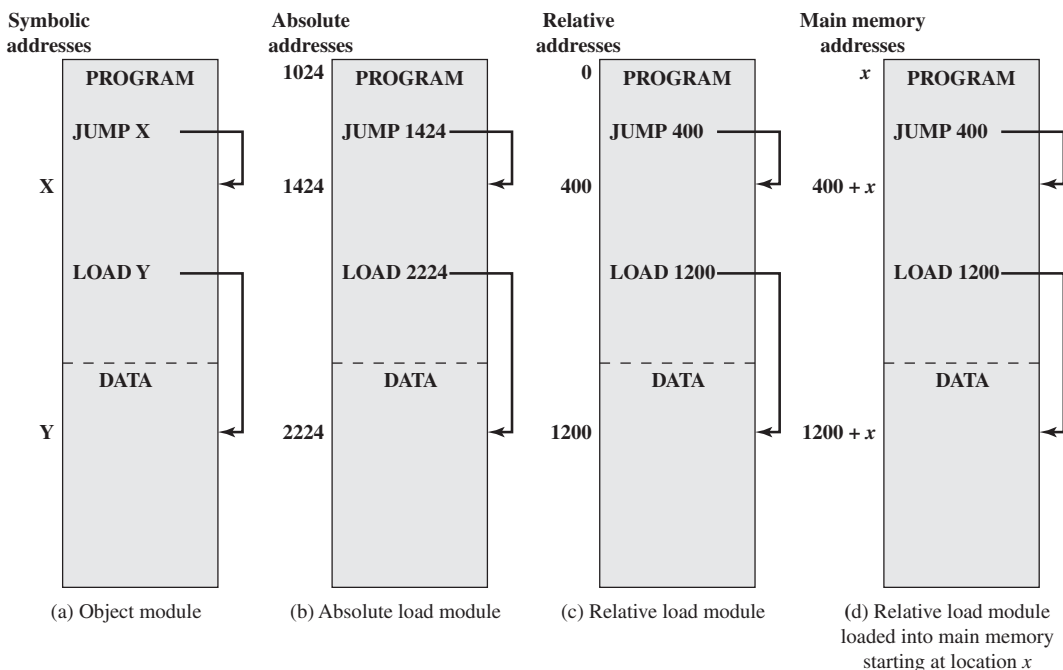 Symbolic
addresses
PROGRAM
JUMP X
X
LOAD Y
DATA
Y
(a) Object module
Absolute
addresses
1024
PROGRAM
JUMP 1424
1424
LOAD 2224
DATA
2224
(b) Absolute load module
Relative
addresses
0
PROGRAM
JUMP 400
400
LOAD 1200
DATA
1200
(c) Relative load module
Main memory
addresses
x
PROGRAM
JUMP 400
400 + x
LOAD 1200
DATA
1200 + x
(d) Relative load module
loaded into main memory
starting at location x